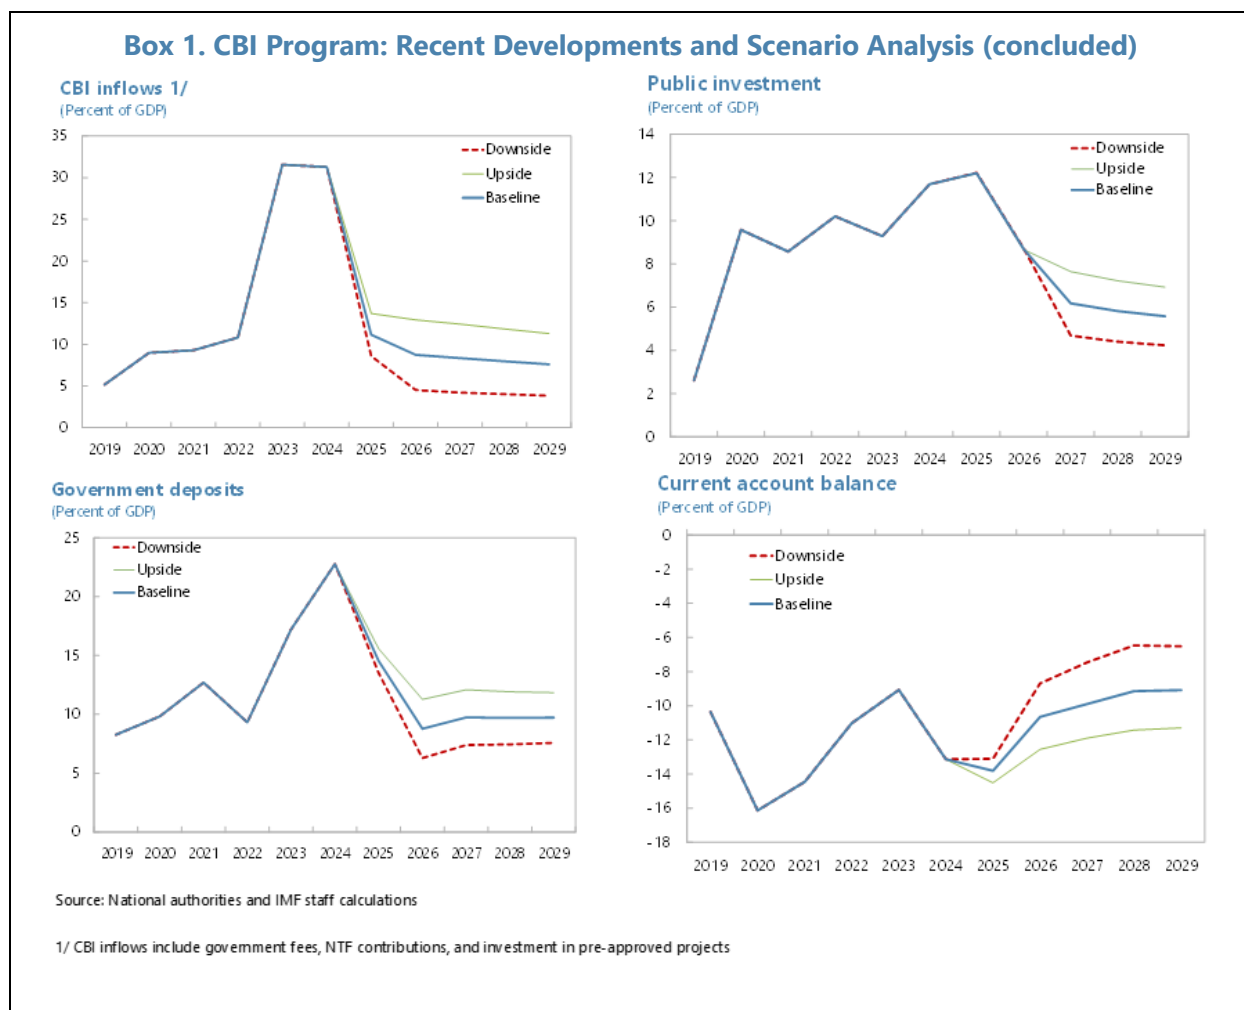 Box 1. CBI Program: Recent Developments and Scenario Analysis (concluded)
CBI inflows 1/
(Percent of GDP)
35
30
25
20
15
10
5
0
Downside
Upside
Baseline
2019 2020 2021 2022 2023 2024 2025 2026 2027 2028 2029
Public investment
(Percent of GDP)
14
12
10
8
6
4
2
0
Downside
Upside
Baseline
2019 2020 2021 2022 2023 2024 2025 2026 2027 2028 2029
Government deposits
(Percent of GDP)
25
20
15
10
5
0
Downside
Upside
Baseline
2019 2020 2021 2022 2023 2024 2025 2026 2027 2028 2029
Current account balance
(Percent of GDP)
0
-2
-4
-6
-8
-10
-12
-14
-16
-18
Downside
Upside
Baseline
2019 2020 2021 2022 2023 2024 2025 2026 2027 2028 2029
Source: National authorities and IMF staff calculations
1/ CBI inflows include government fees, NTF contributions, and investment in pre-approved projects